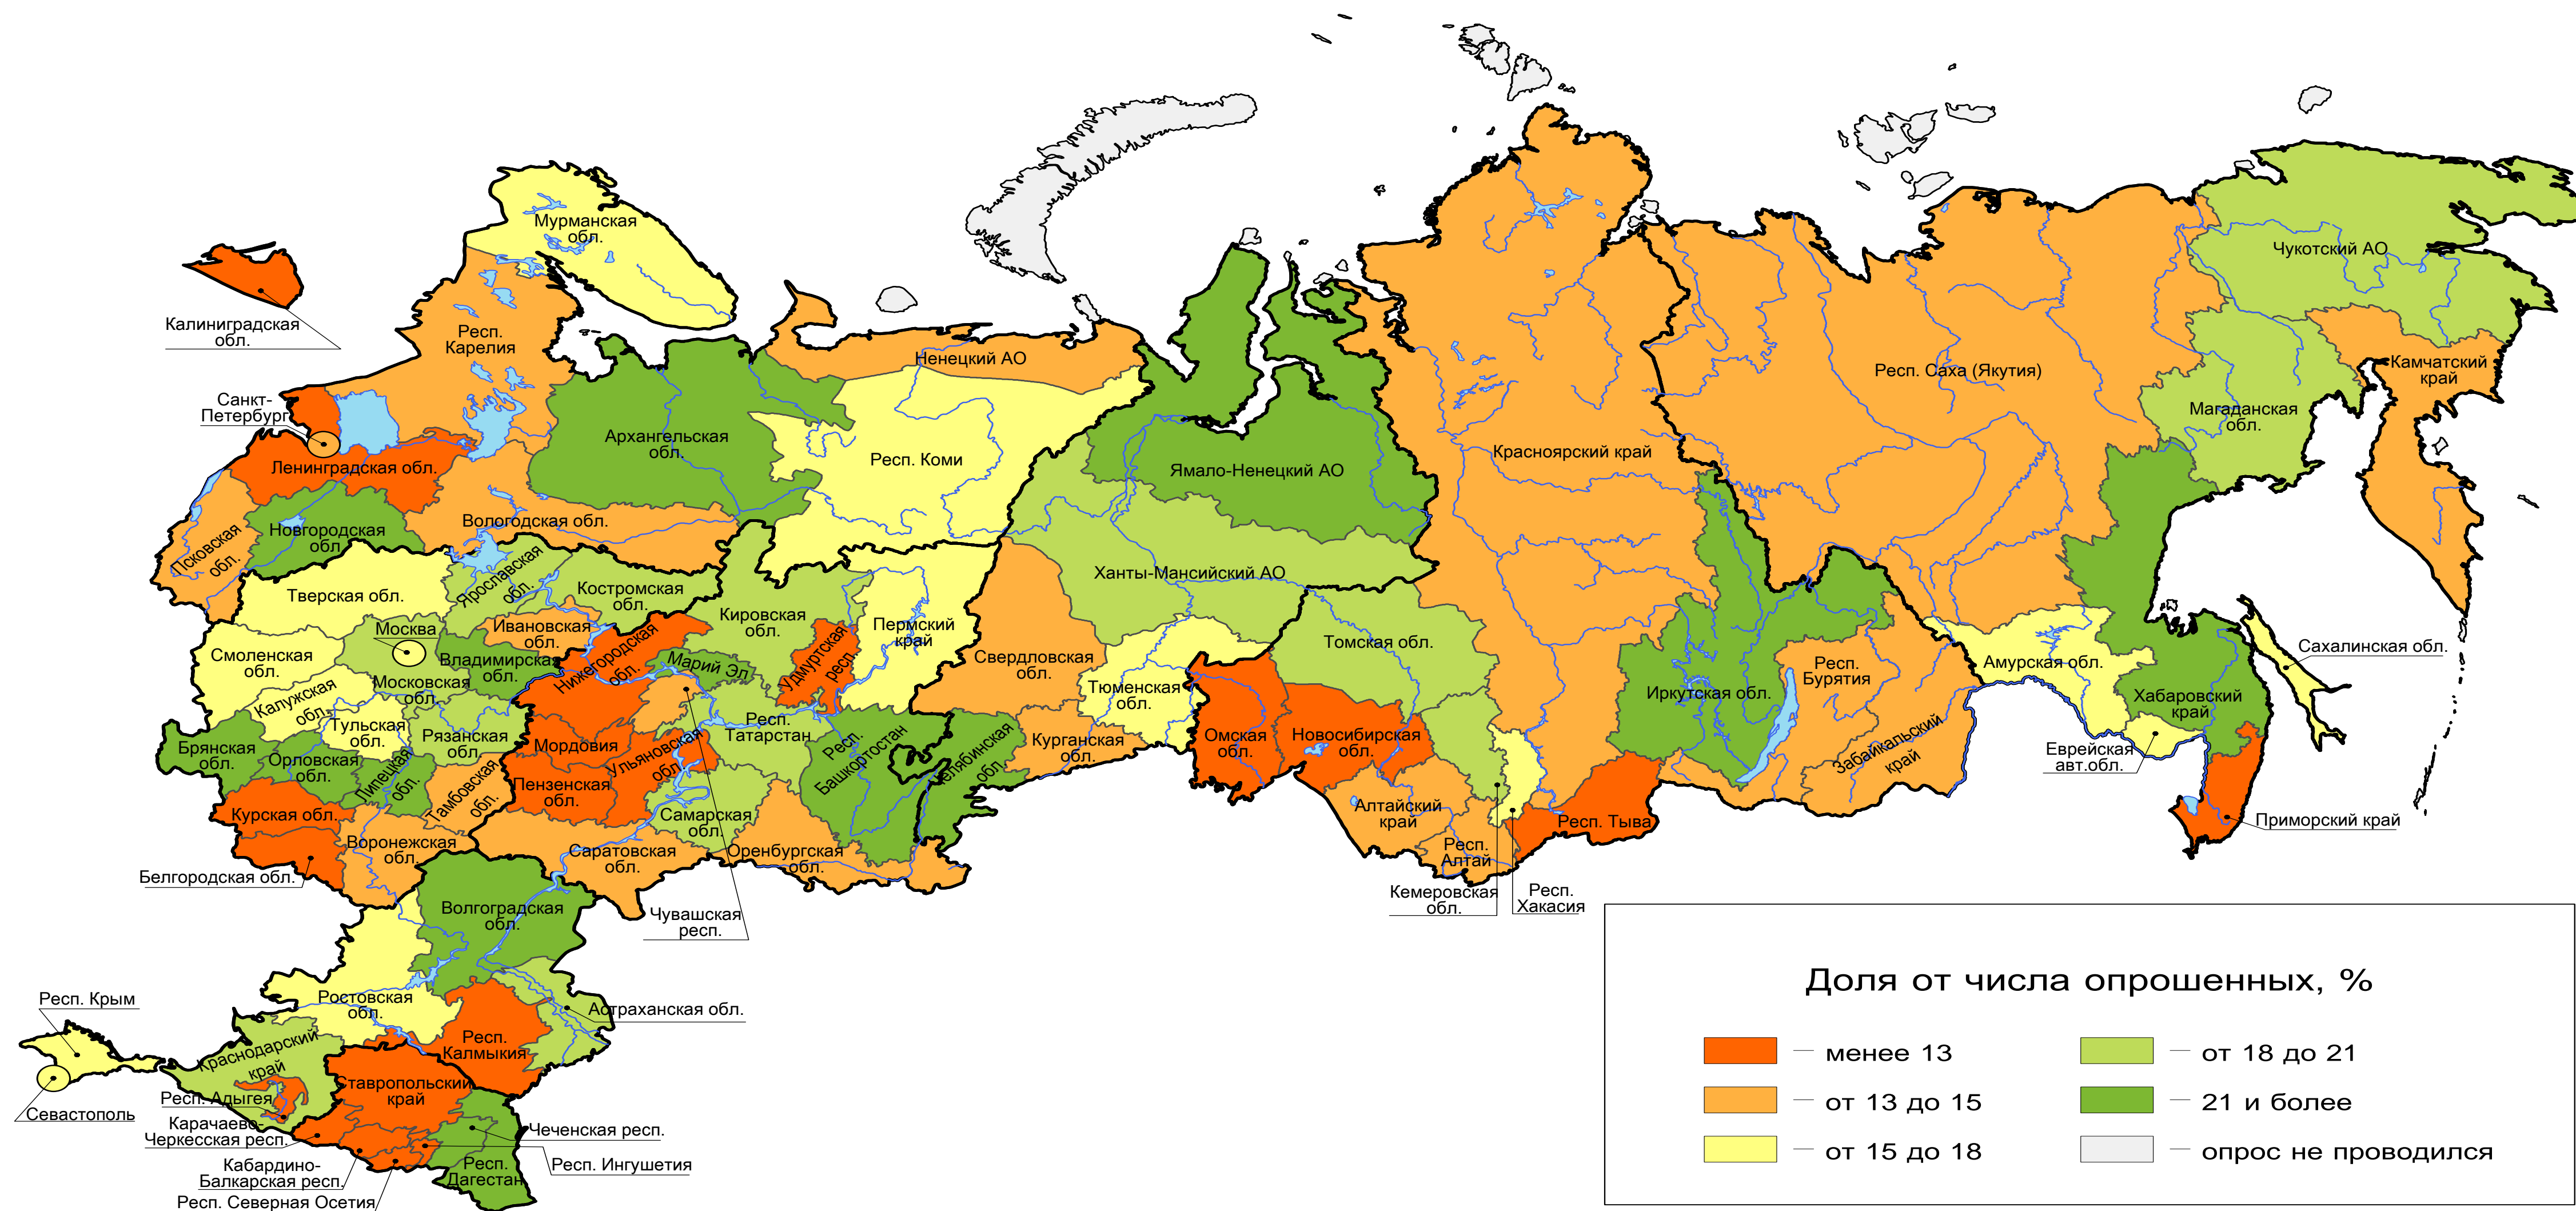 Мурманская
обл.
Калиниградская
обл.
Респ.
Карелия
Санкт-
Петербург
Ленинградская обл.
Псковская
обл.
Новгородская
обл.
Вологодская обл.
Архангельская
обл.
Ненецкий АО
Респ. Коми
Ямало-Ненецкий АО
Ханты-Мансийский АО
Красноярский край
Респ. Саха (Якутия)
Чукотский АО
Камчатский
край
Магаданская
обл.
Тверская обл.
Ярославская
обл.
Костромская
обл.
Ивановская
обл.
Кировская
обл.
Пермский
край
Свердловская
обл.
Тюменская
обл.
Томская обл.
Москва
Смоленская
обл.
Московская
обл.
Владимирская
Нижегородская
обл.
Марий Эл
Удмуртская
респ.
Калужская
обл.
Тульская
обл.
Рязанская
обл.
Мордовия
Ульяновская
обл.
Респ.
Татарстан
Респ.
Башкортостан
Челябинская
обл.
Курганская
обл.
Омская
обл.
Новосибирская
обл.
Иркутская обл.
Респ.
Бурятия
Забайкальский
край
Амурская обл.
Еврейская
авт.обл.
Хабаровский
край
Сахалинская обл.
Приморский край
Брянская
обл.
Орловская
обл.
Липецкая
обл.
Тамбовская
обл.
Пензенская
обл.
Самарская
обл.
Курская обл.
Воронежская
обл.
Белгородская обл.
Саратовская
обл.
Оренбургская
обл.
Чувашская
респ.
Алтайский
край
Респ.
Алтай
Респ. Тыва
Кемеровская
обл.
Респ.
Хакасия
Волгоградская
обл.
Ростовская
обл.
Астраханская обл.
Респ.
Калмыкия
Респ. Крым
Севастополь
Краснодарский
край
Респ. Адыгея
Ставропольский
край
Карачаево-
Черкесская респ.
Кабардино-
Балкарская респ.
Респ. Северная Осетия
Чеченская респ.
Респ. Ингушетия
Респ.
Дагестан
Доля от числа опрошенных, %
— менее 13
— от 13 до 15
— от 15 до 18
— от 18 до 21
— 21 и более
— опрос не проводился